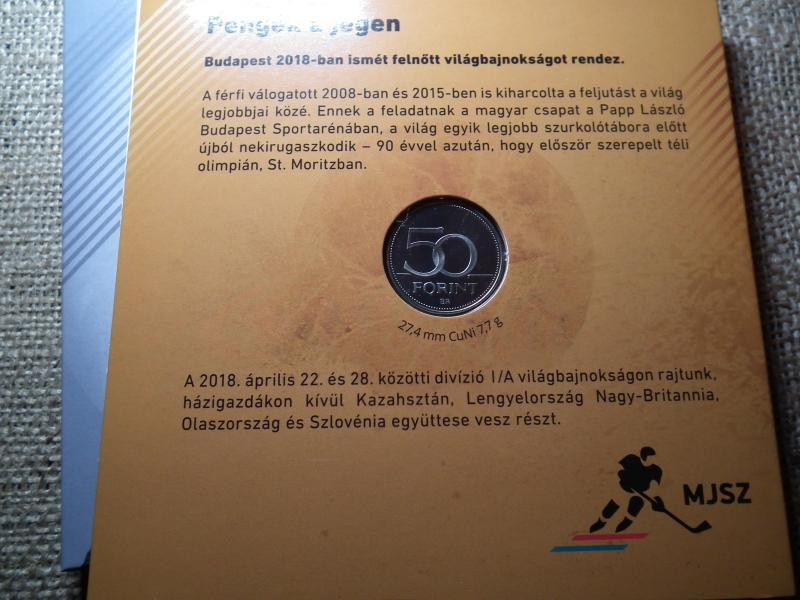 Pengék a jégen
Budapest 2018-ban ismét felnőtt világbajnokságot rendez.
A férfi válogatott 2008-ban és 2015-ben is kiharcolta a feljutást a világ
legjobbjai közé. Ennek a feladatnak a magyar csapat a Papp László
Budapest Sportarénában, a világ egyik legjobb szurkolótábora előtt
újból nekirugaszkodik – 90 évvel azután, hogy először szerepelt téli
olimpián, St. Moritzban.
50
FORINT
BP.
27,4 mm CuNi 7,7 g
A 2018. április 22. és 28. közötti divízió I/A világbajnokságon rajtunk,
házigazdákon kívül Kazahsztán, Lengyelország Nagy-Britannia,
Olaszország és Szlovénia együttese vesz részt.
MJSZ